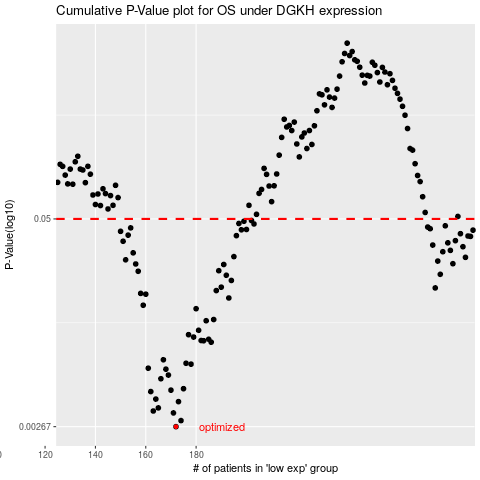 Cumulative P-Value plot for OS under DGKH expression
P-Value(log10)
0.05
0.00267
optimized
0 120 140 160 180
# of patients in 'low exp' group